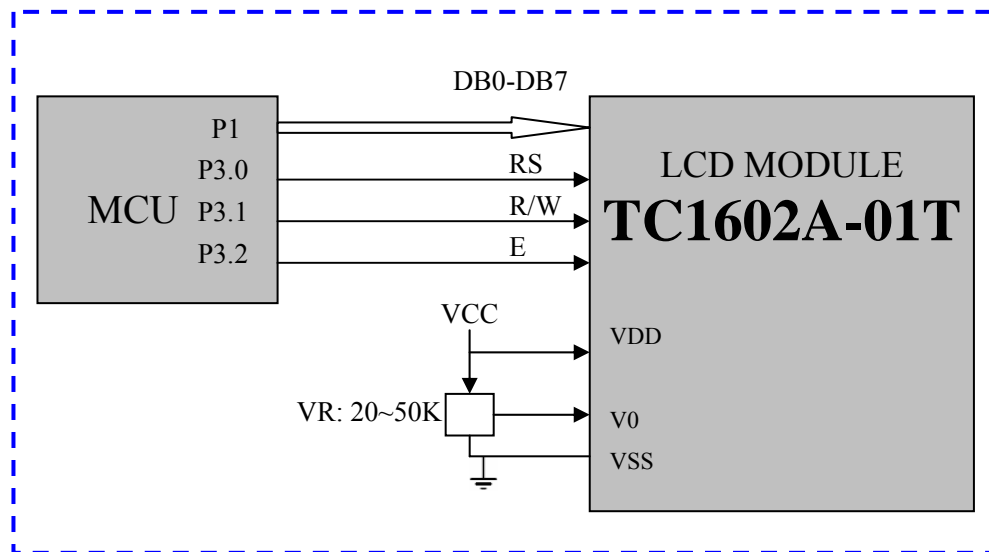 DB0-DB7
P1
P3.0
MCU P3.1
P3.2
RS
R/W
E
LCD MODULE
TC1602A-01T
VCC
VDD
VR: 20~50K
V0
VSS